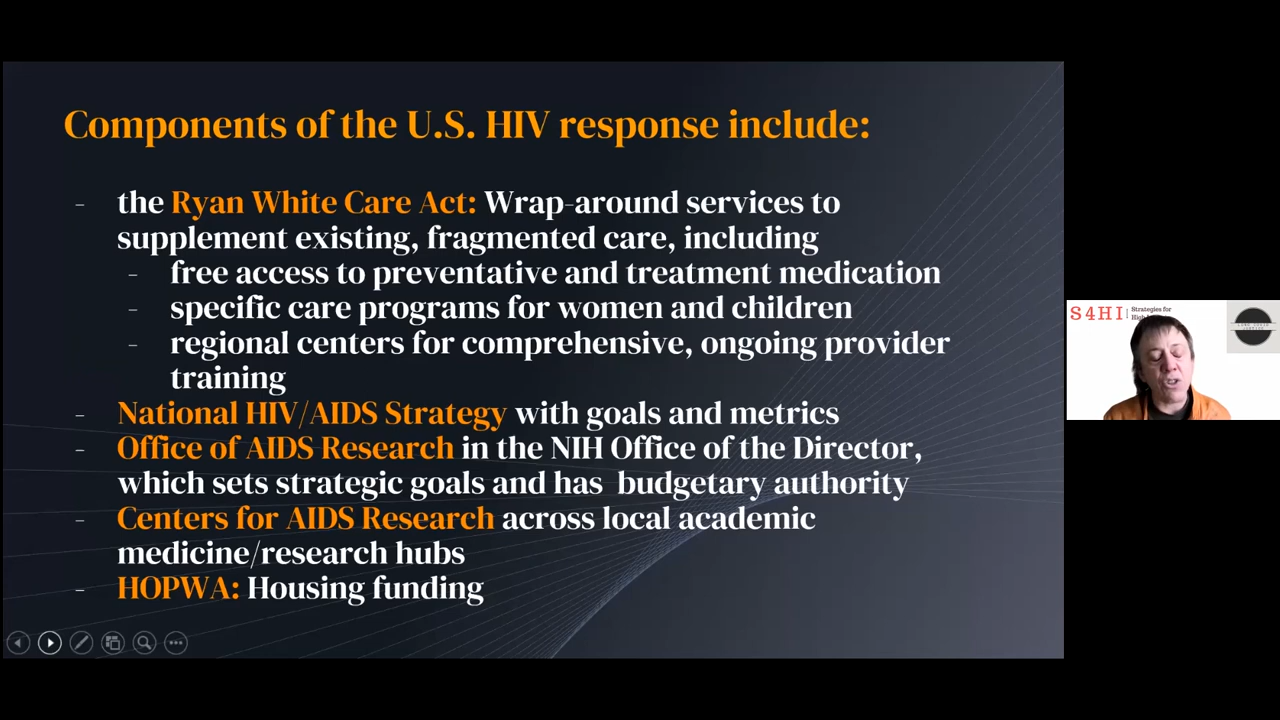 Components of the U.S. HIV response include:
- the Ryan White Care Act: Wrap-around services to
supplement existing, fragmented care, including
- free access to preventative and treatment medication
- specific care programs for women and children
- regional centers for comprehensive, ongoing provider
training
- National HIV/AIDS Strategy with goals and metrics
- Office of AIDS Research in the NIH Office of the Director,
which sets strategic goals and has budgetary authority
- Centers for AIDS Research across local academic
medicine/research hubs
- HOPWA: Housing funding
S4HI
Strategies for
High